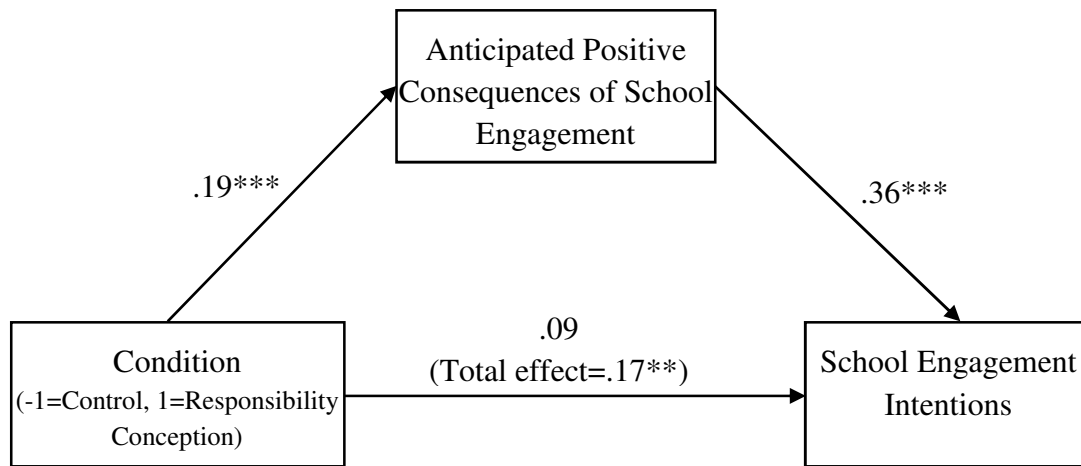 Anticipated Positive
Consequences of School
Engagement
.19***
.36***
.09
(Total effect=.17**)
Condition
(-1=Control, 1=Responsibility
Conception)
School Engagement
Intentions